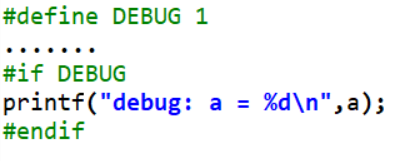 #define DEBUG 1
.......
#if DEBUG
printf("debug: a = %d\n",a);
#endif